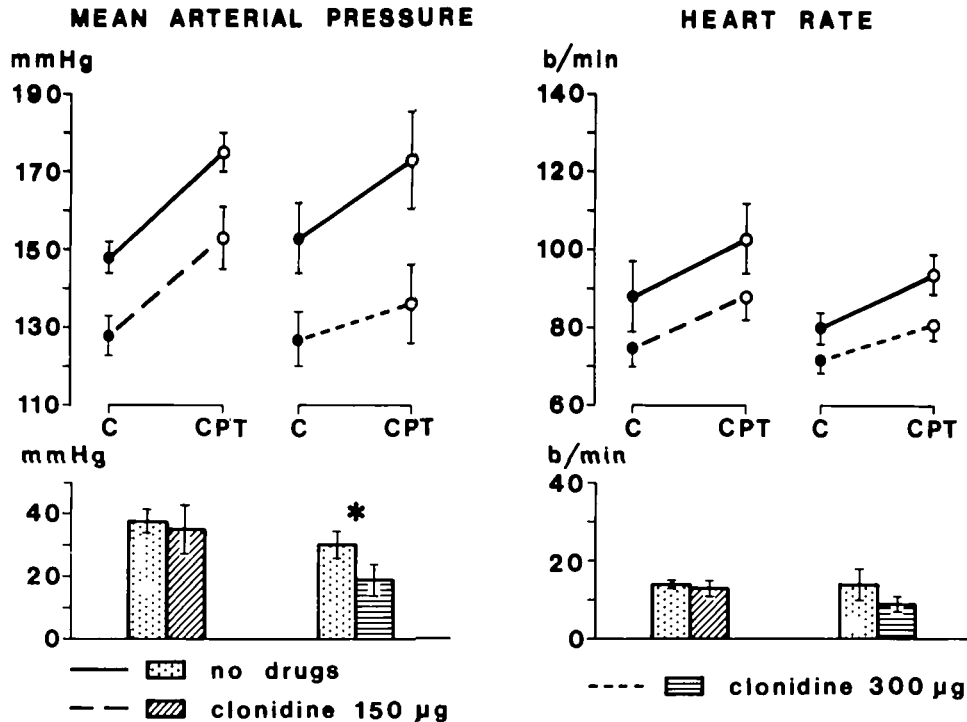 MEAN ARTERIAL PRESSURE
mmHg
190
170
150
130
110
C CPT C CPT
mmHg
40
20
0
*
HEART RATE
b/min
140
120
100
80
60
C CPT C CPT
b/min
40
20
0
no drugs
clonidine 150 µg
clonidine 300 µg